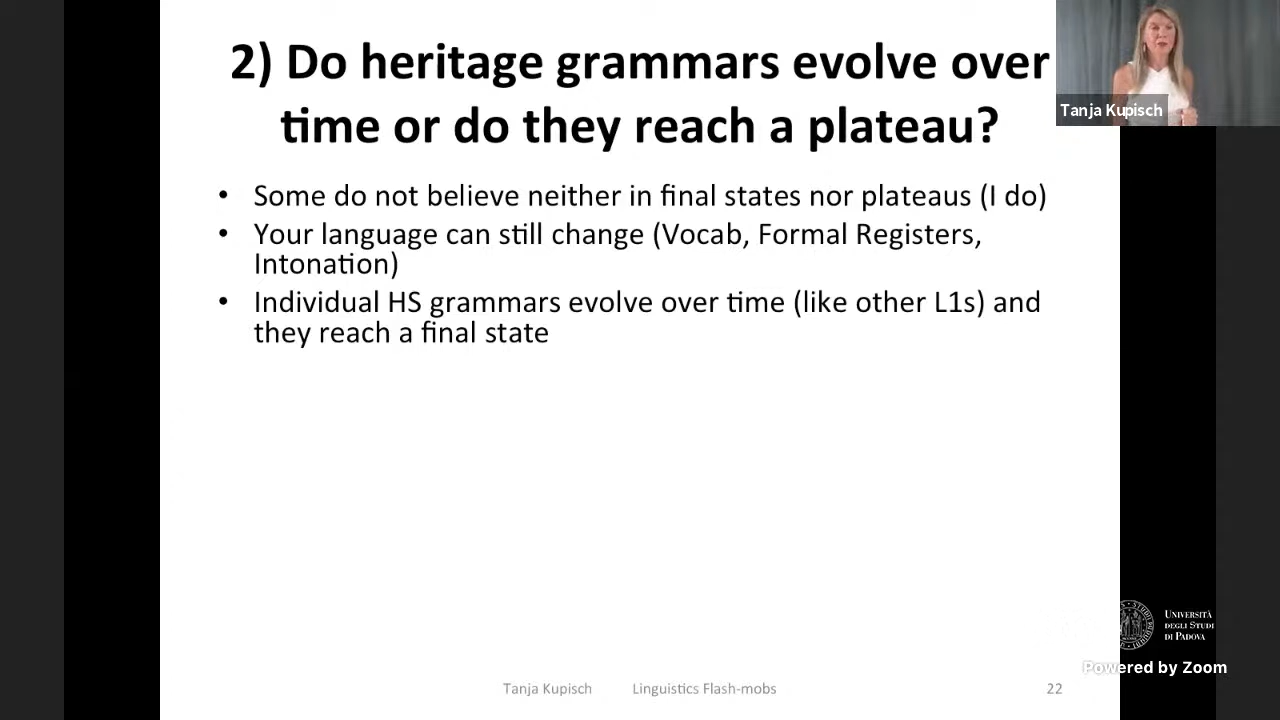 2) Do heritage grammars evolve over
time or do they reach a plateau?
Tanja Kupisch
• Some do not believe neither in final states nor plateaus (I do)
• Your language can still change (Vocab, Formal Registers,
Intonation)
• Individual HS grammars evolve over time (like other L1s) and
they reach a final state
Università
degli Studi
di Padova
Powered by Zoom
Tanja Kupisch Linguistics Flash-mobs 22